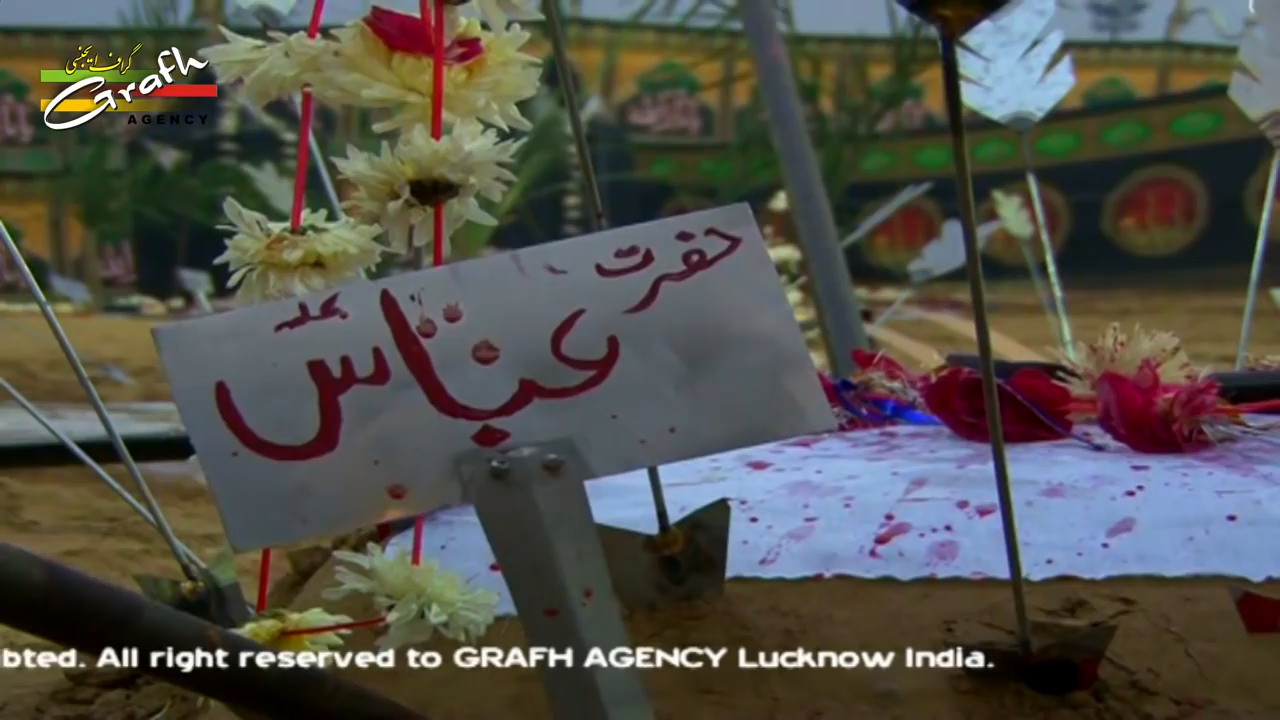 گراف ایجنسی
Grafh
AGENCY
حضرت
عباس
bted. All right reserved to GRAFH AGENCY Lucknow India.